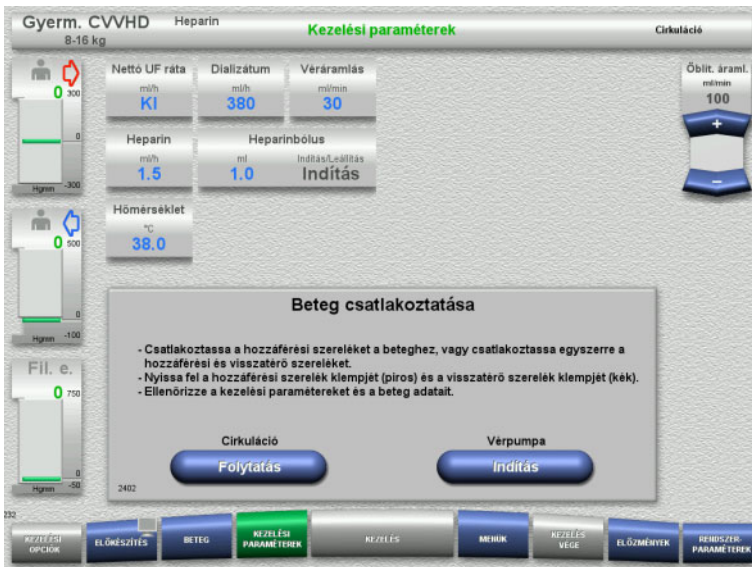 Gyerm. CVVHD Heparin Kezelési paraméterek Cirkuláció
8-16 kg
Nettó UF ráta Dializátum Véráramlás Öblít. áraml.
ml/h ml/h ml/min ml/min
KI 380 30 100
+
–
Heparin Heparinbólus
ml/h ml Indítás/Leállítás
1.5 1.0 Indítás
Hőmérséklet
°C
38.0
0 300
0
Hgmm -300
0 500
0
Hgmm -100
Fil. e.
0 750
0
Hgmm -50
Beteg csatlakoztatása
- Csatlakoztassa a hozzáférési szereléket a beteghez, vagy csatlakoztassa egyszerre a
hozzáférési és visszatérő szereléket.
- Nyissa fel a hozzáférési szerelék klempjét (piros) és a visszatérő szerelék klempjét (kék).
- Ellenőrizze a kezelési paramétereket és a beteg adatait.
Cirkuláció Vérpumpa
Folytatás Indítás
2402
232
KEZELÉSI OPCIÓK
ELŐKÉSZÍTÉS
BETEG
KEZELÉSI PARAMÉTEREK
KEZELÉS
MENÜK
KEZELÉS VÉGE
ELŐZMÉNYEK
RENDSZER-PARAMÉTEREK